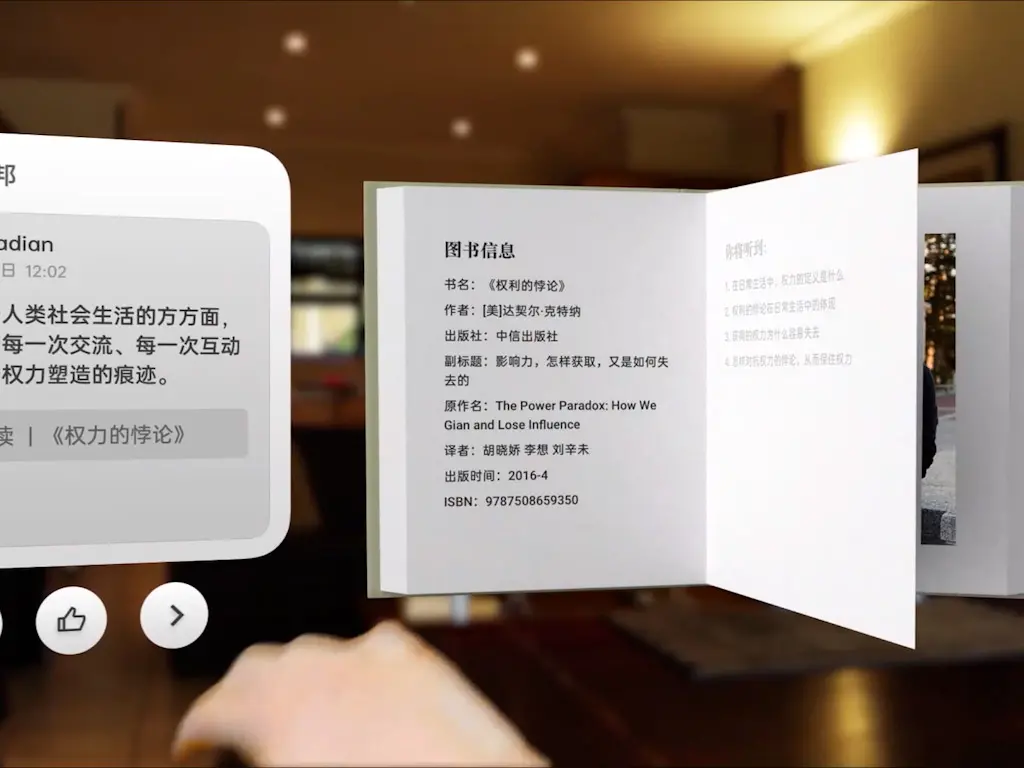 邦
adian
日 12:02
人类社会生活的方方面，
每一次交流、每一次互动
权力塑造的痕迹。
读 | 《权力的悖论》
图书信息
书名：《权利的悖论》
作者：[美]达契尔·克特纳
出版社：中信出版社
副标题：影响力，怎样获取，又是如何失
去的
原作名：The Power Paradox: How We
Gian and Lose Influence
译者：胡晓娇 李想 刘辛未
出版时间：2016-4
ISBN：9787508659350
你将听到:
1. 在日常生活中，权力的定义是什么
2. 权利的悖论在日常生活中的体现
3. 获得的权力为什么容易失去
4. 怎样对抗权力的悖论，从而保住权力